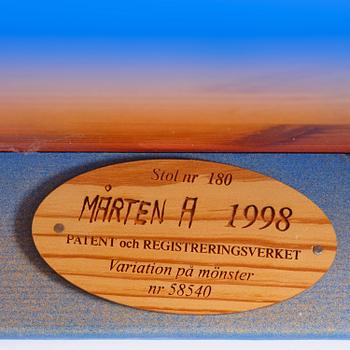 Stol nr 180
MÅRTEN A 1998
PATENT och REGISTRERINGSVERKET
Variation på mönster
nr 58540